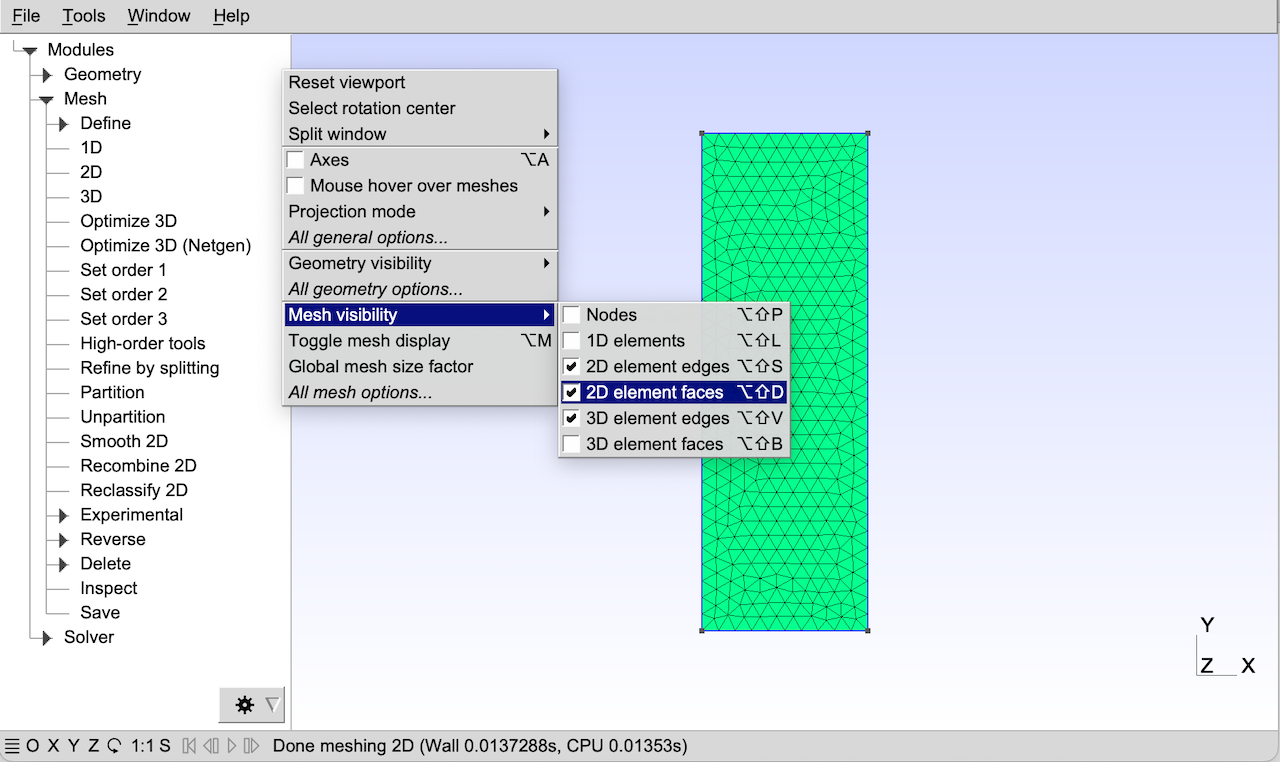 File Tools Window Help
Modules
Geometry
Mesh
Define
1D
2D
3D
Optimize 3D
Optimize 3D (Netgen)
Set order 1
Set order 2
Set order 3
High-order tools
Refine by splitting
Partition
Unpartition
Smooth 2D
Recombine 2D
Reclassify 2D
Experimental
Reverse
Delete
Inspect
Save
Solver
Reset viewport
Select rotation center
Split window
Axes ⌥A
Mouse hover over meshes
Projection mode
All general options...
Geometry visibility
All geometry options...
Mesh visibility
Toggle mesh display ⌥M
Global mesh size factor
All mesh options...
Nodes ⌥⇧P
1D elements ⌥⇧L
2D element edges ⌥⇧S
2D element faces ⌥⇧D
3D element edges ⌥⇧V
3D element faces ⌥⇧B
Y
Z X
O X Y Z 1:1 S Done meshing 2D (Wall 0.0137288s, CPU 0.01353s)